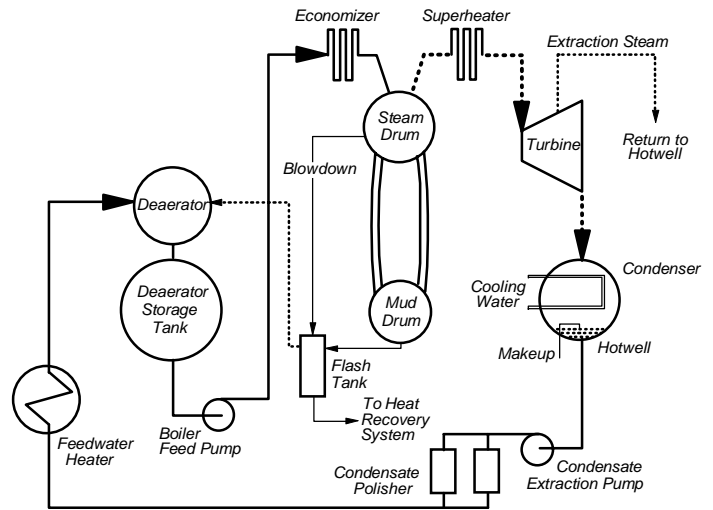 Economizer
Superheater
Extraction Steam
Steam
Drum
Turbine
Return to
Hotwell
Blowdown
Deaerator
Deaerator
Storage
Tank
Cooling
Water
Condenser
Mud
Drum
Makeup
Hotwell
Flash
Tank
To Heat
Recovery
System
Feedwater
Heater
Boiler
Feed Pump
Condensate
Polisher
Condensate
Extraction Pump